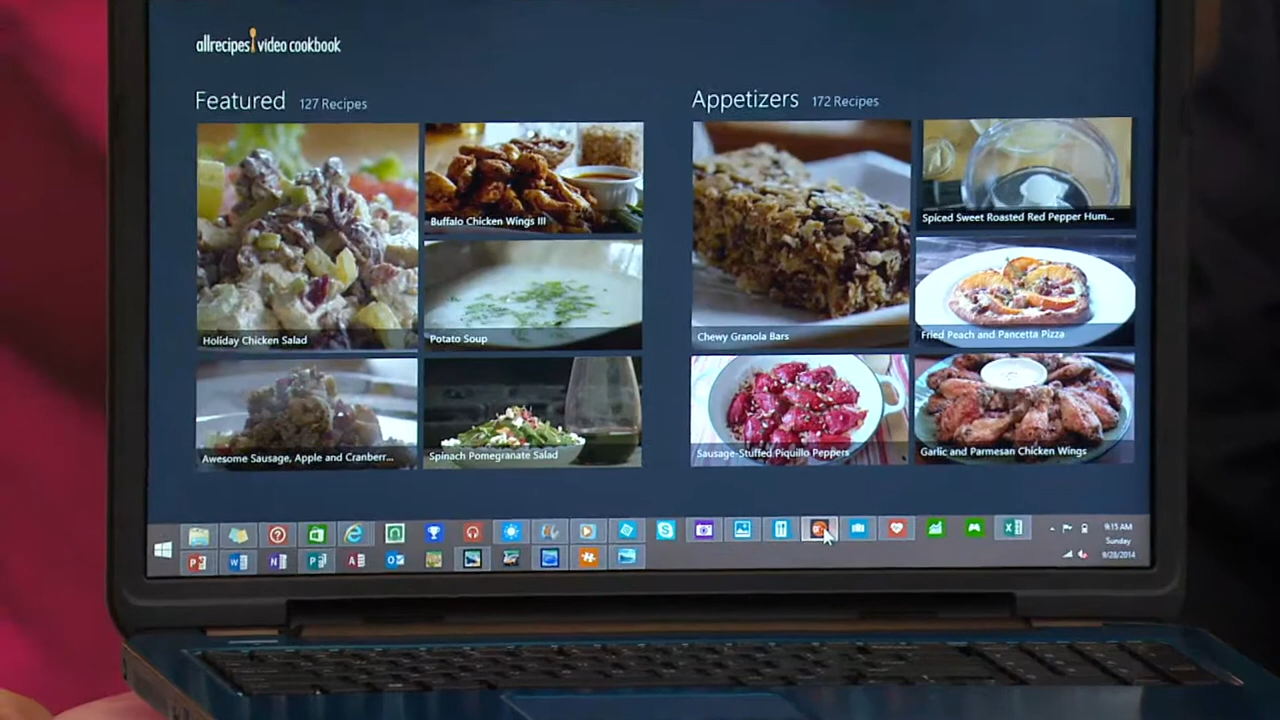 allrecipes video cookbook
Featured 127 Recipes
Holiday Chicken Salad
Buffalo Chicken Wings III
Potato Soup
Awesome Sausage, Apple and Cranberr...
Spinach Pomegranate Salad
Appetizers 172 Recipes
Chewy Granola Bars
Spiced Sweet Roasted Red Pepper Hum...
Fried Peach and Pancetta Pizza
Sausage-Stuffed Piquillo Peppers
Garlic and Parmesan Chicken Wings
9:15 AM
Sunday
9/28/2014